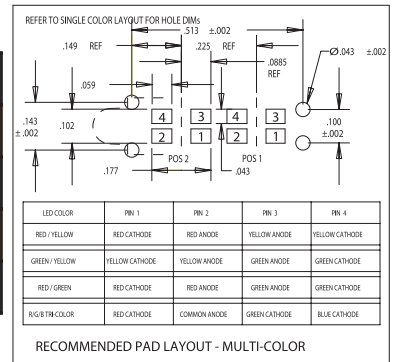 REFER TO SINGLE COLOR LAYOUT FOR HOLE DIMs
.513 ±.002
.149 REF
.225 REF
Ø.043 ±.002
.0885
REF
.059
.143
±.002
.102
4 3 4 3
2 1 2 1
.100
±.002
POS 2 POS 1
.177
.043
LED COLOR PIN 1 PIN 2 PIN 3 PIN 4
RED / YELLOW RED CATHODE RED ANODE YELLOW ANODE YELLOW CATHODE
GREEN / YELLOW YELLOW CATHODE YELLOW ANODE GREEN ANODE GREEN CATHODE
RED / GREEN RED CATHODE RED ANODE GREEN ANODE GREEN CATHODE
R/G/B TRI-COLOR RED CATHODE COMMON ANODE GREEN CATHODE BLUE CATHODE
RECOMMENDED PAD LAYOUT - MULTI-COLOR